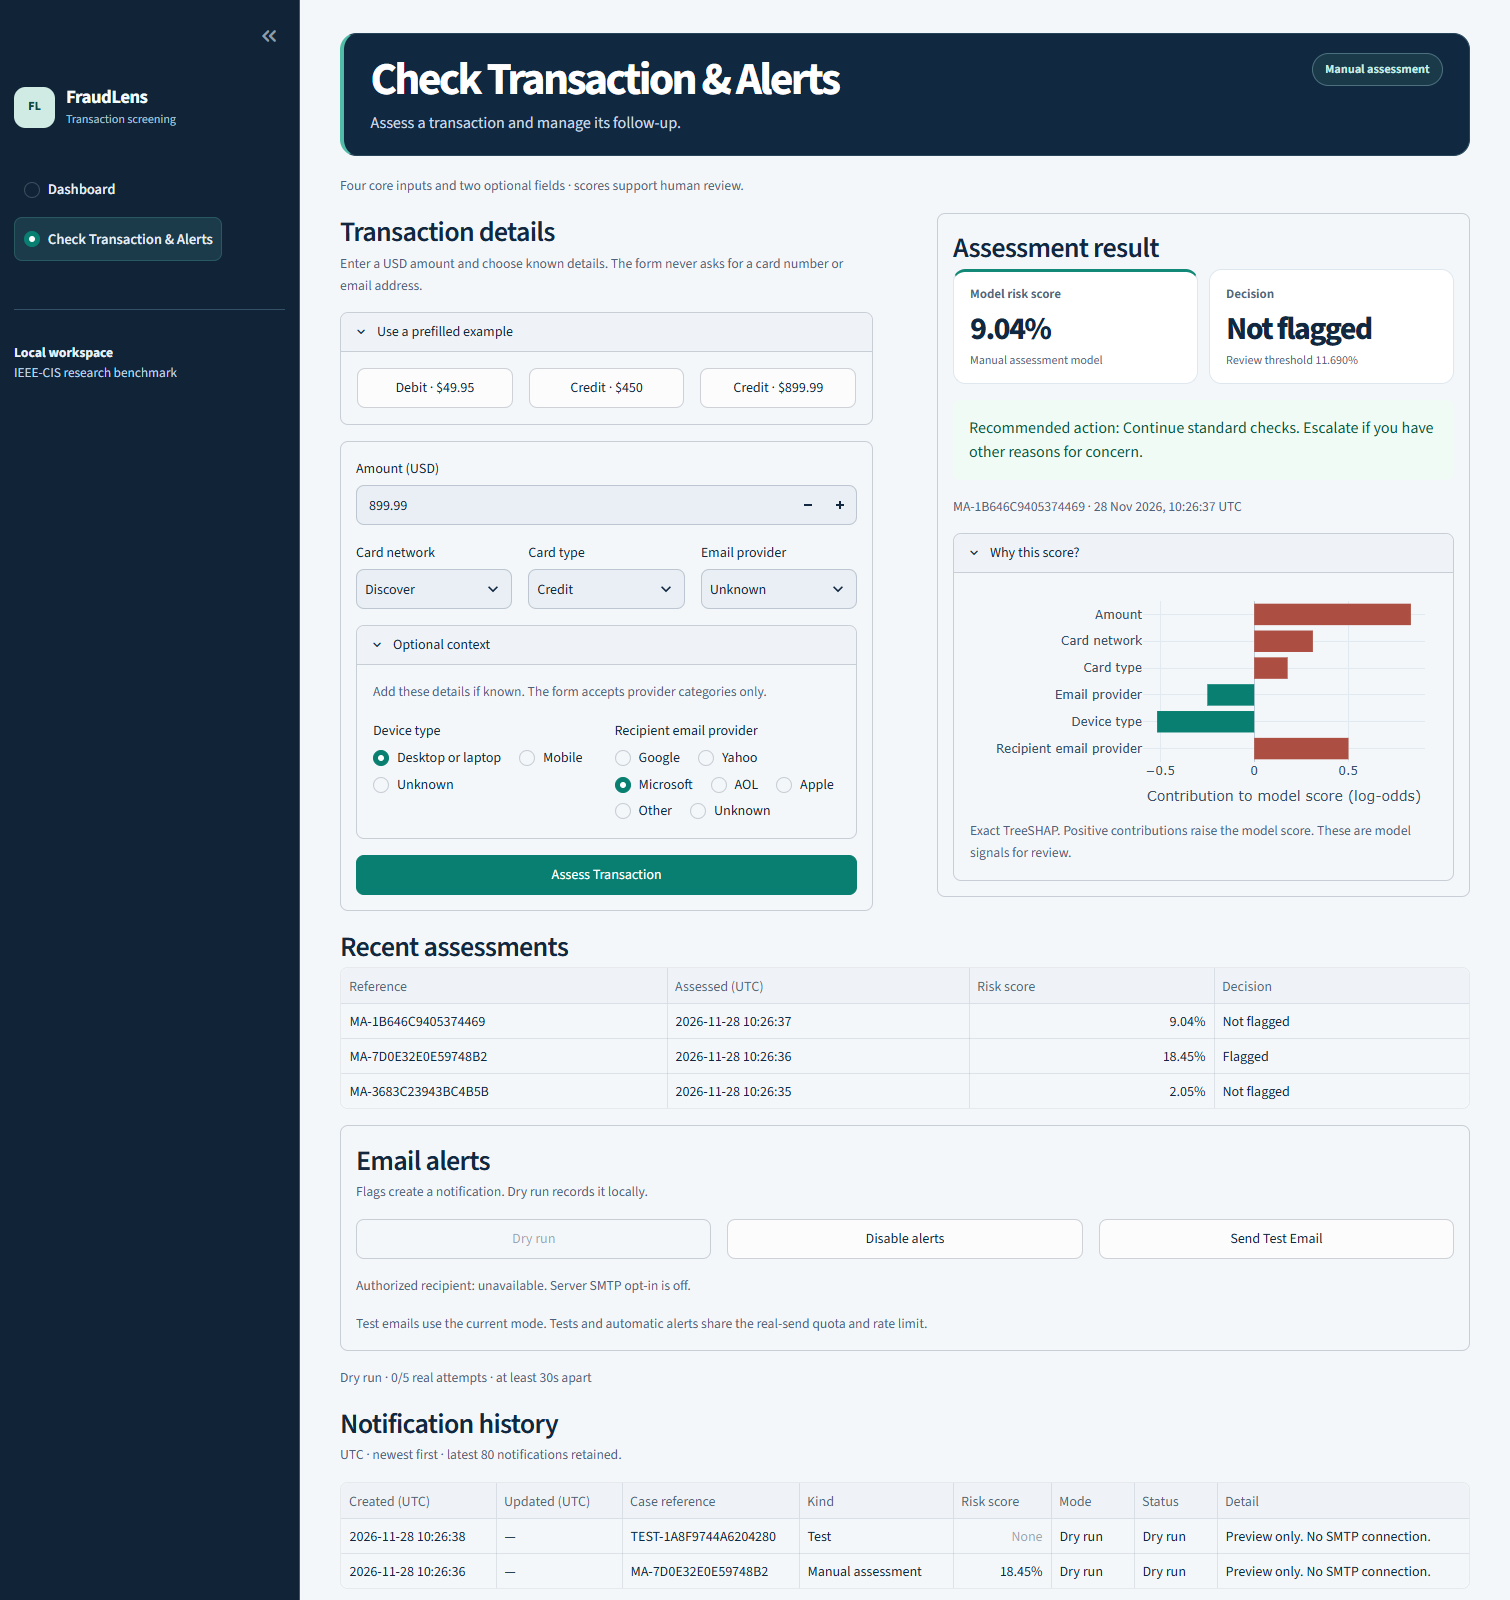 FL
FraudLens
Transaction screening
Dashboard
Check Transaction & Alerts
Local workspace
IEEE-CIS research benchmark
Check Transaction & Alerts
Manual assessment
Assess a transaction and manage its follow-up.
Four core inputs and two optional fields · scores support human review.
Transaction details
Enter a USD amount and choose known details. The form never asks for a card number or
email address.
Use a prefilled example
Debit · $49.95
Credit · $450
Credit · $899.99
Amount (USD)
899.99
Card network
Card type
Email provider
Discover
Credit
Unknown
Optional context
Add these details if known. The form accepts provider categories only.
Device type
Desktop or laptop
Mobile
Unknown
Recipient email provider
Google
Yahoo
Microsoft
AOL
Apple
Other
Unknown
Assess Transaction
Assessment result
Model risk score
9.04%
Manual assessment model
Decision
Not flagged
Review threshold 11.690%
Recommended action: Continue standard checks. Escalate if you have
other reasons for concern.
MA-1B646C9405374469 · 28 Nov 2026, 10:26:37 UTC
Why this score?
Amount
Card network
Card type
Email provider
Device type
Recipient email provider
−0.5
0
0.5
Contribution to model score (log-odds)
Exact TreeSHAP. Positive contributions raise the model score. These are model
signals for review.
Recent assessments
Reference Assessed (UTC) Risk score Decision
MA-1B646C9405374469 2026-11-28 10:26:37 9.04% Not flagged
MA-7D0E32E0E59748B2 2026-11-28 10:26:36 18.45% Flagged
MA-3683C23943BC4B5B 2026-11-28 10:26:35 2.05% Not flagged
Email alerts
Flags create a notification. Dry run records it locally.
Dry run
Disable alerts
Send Test Email
Authorized recipient: unavailable. Server SMTP opt-in is off.
Test emails use the current mode. Tests and automatic alerts share the real-send quota and rate limit.
Dry run · 0/5 real attempts · at least 30s apart
Notification history
UTC · newest first · latest 80 notifications retained.
Created (UTC) Updated (UTC) Case reference Kind Risk score Mode Status Detail
2026-11-28 10:26:38 — TEST-1A8F9744A6204280 Test None Dry run Dry run Preview only. No SMTP connection.
2026-11-28 10:26:36 — MA-7D0E32E0E59748B2 Manual assessment 18.45% Dry run Dry run Preview only. No SMTP connection.